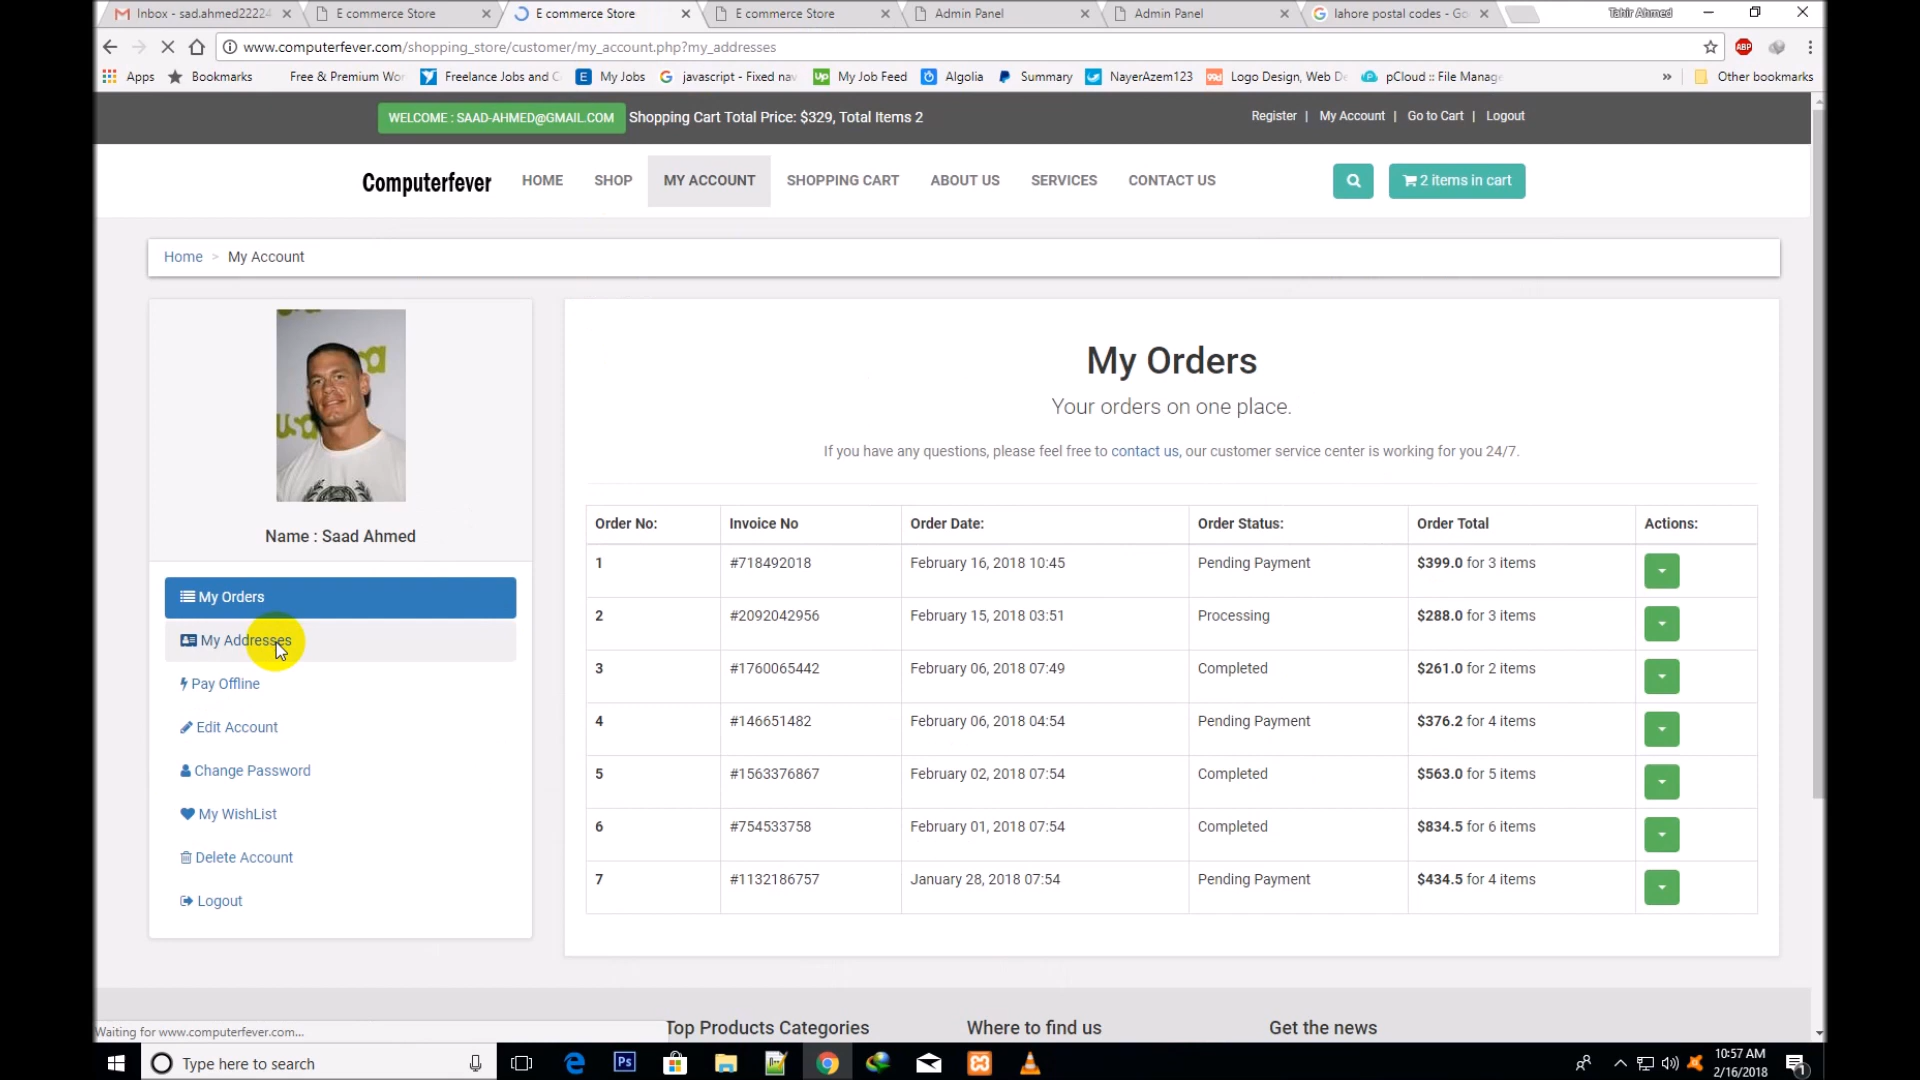 Inbox - sad.ahmed22224 E commerce Store E commerce Store E commerce Store Admin Panel Admin Panel lahore postal codes - Go Tahir Ahmed
www.computerfever.com/shopping_store/customer/my_account.php?my_addresses
Apps Bookmarks Free & Premium Wor Freelance Jobs and C My Jobs javascript - Fixed nav My Job Feed Algolia Summary NayerAzem123 Logo Design, Web De pCloud :: File Manage » Other bookmarks
WELCOME : SAAD-AHMED@GMAIL.COM Shopping Cart Total Price: $329, Total Items 2 Register | My Account | Go to Cart | Logout
Computerfever HOME SHOP MY ACCOUNT SHOPPING CART ABOUT US SERVICES CONTACT US 2 items in cart
Home > My Account
Name : Saad Ahmed
My Orders
My Addresses
Pay Offline
Edit Account
Change Password
My WishList
Delete Account
Logout
My Orders
Your orders on one place.
If you have any questions, please feel free to contact us, our customer service center is working for you 24/7.
Order No: Invoice No Order Date: Order Status: Order Total Actions:
1 #718492018 February 16, 2018 10:45 Pending Payment $399.0 for 3 items
2 #2092042956 February 15, 2018 03:51 Processing $288.0 for 3 items
3 #1760065442 February 06, 2018 07:49 Completed $261.0 for 2 items
4 #146651482 February 06, 2018 04:54 Pending Payment $376.2 for 4 items
5 #1563376867 February 02, 2018 07:54 Completed $563.0 for 5 items
6 #754533758 February 01, 2018 07:54 Completed $834.5 for 6 items
7 #1132186757 January 28, 2018 07:54 Pending Payment $434.5 for 4 items
Top Products Categories Where to find us Get the news
Waiting for www.computerfever.com...
Type here to search 10:57 AM
2/16/2018